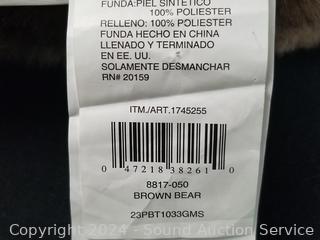 FUNDA:PIEL SINTÉTICO
100% POLIESTER
RELLENO: 100% POLIESTER
FUNDA HECHO EN CHINA
LLENADO Y TERMINADO
EN EE. UU.
SOLAMENTE DESMANCHAR
RN# 20159
ITM./ART.1745255
0 47218 38261 0
8817-050
BROWN BEAR
23PBT1033GMS
Copyright 2024 - Sound Auction Service